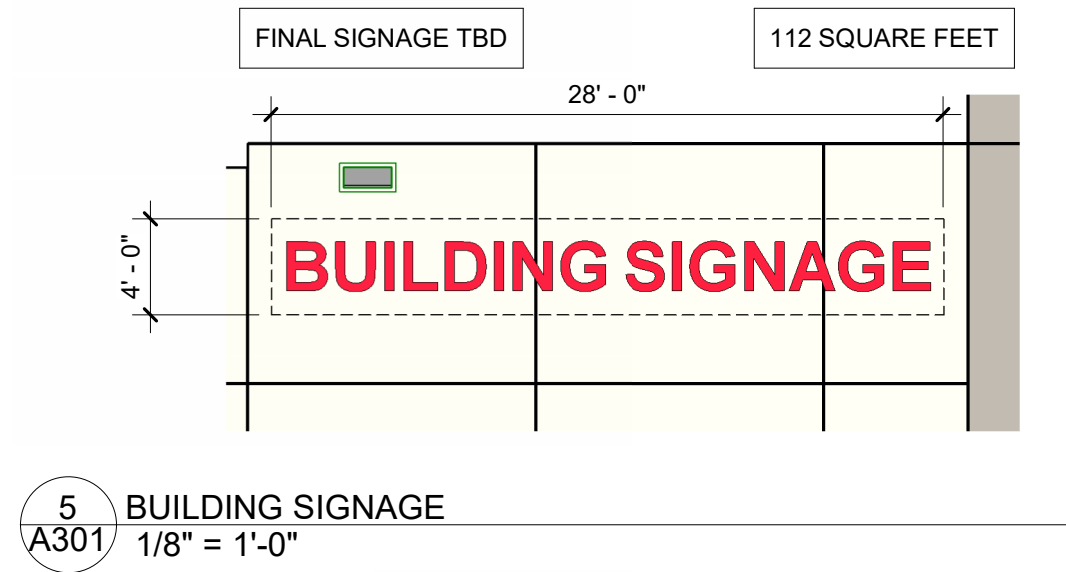 FINAL SIGNAGE TBD
112 SQUARE FEET
28' - 0"
4' - 0"
BUILDING SIGNAGE
5
BUILDING SIGNAGE
A301
1/8" = 1'-0"